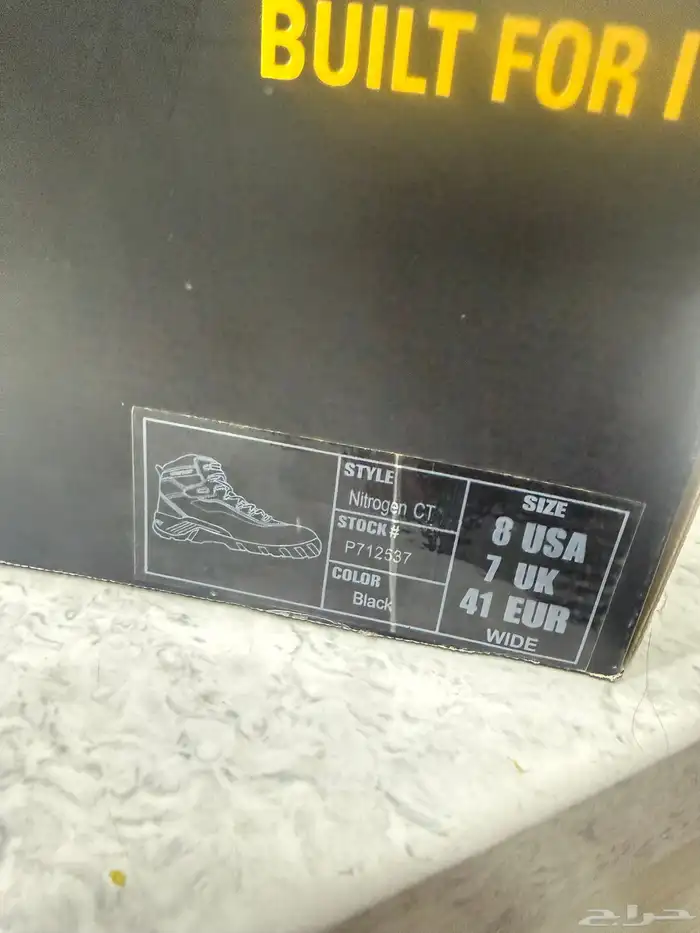 BUILT FOR I
STYLE
Nitrogen CT
STOCK#
P712537
COLOR
Black
SIZE
8 USA
7 UK
41 EUR
WIDE
حراج